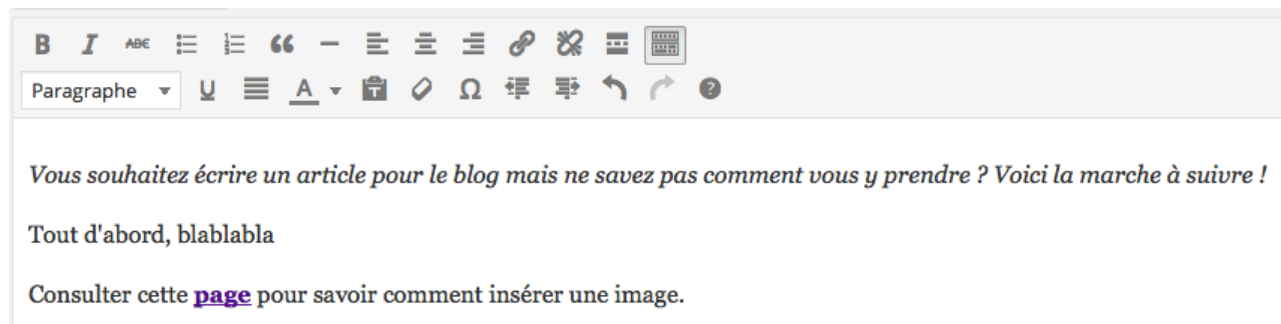 B I ABC
Paragraphe U A T Ω ?
Vous souhaitez écrire un article pour le blog mais ne savez pas comment vous y prendre ? Voici la marche à suivre !
Tout d'abord, blablabla
Consulter cette page pour savoir comment insérer une image.